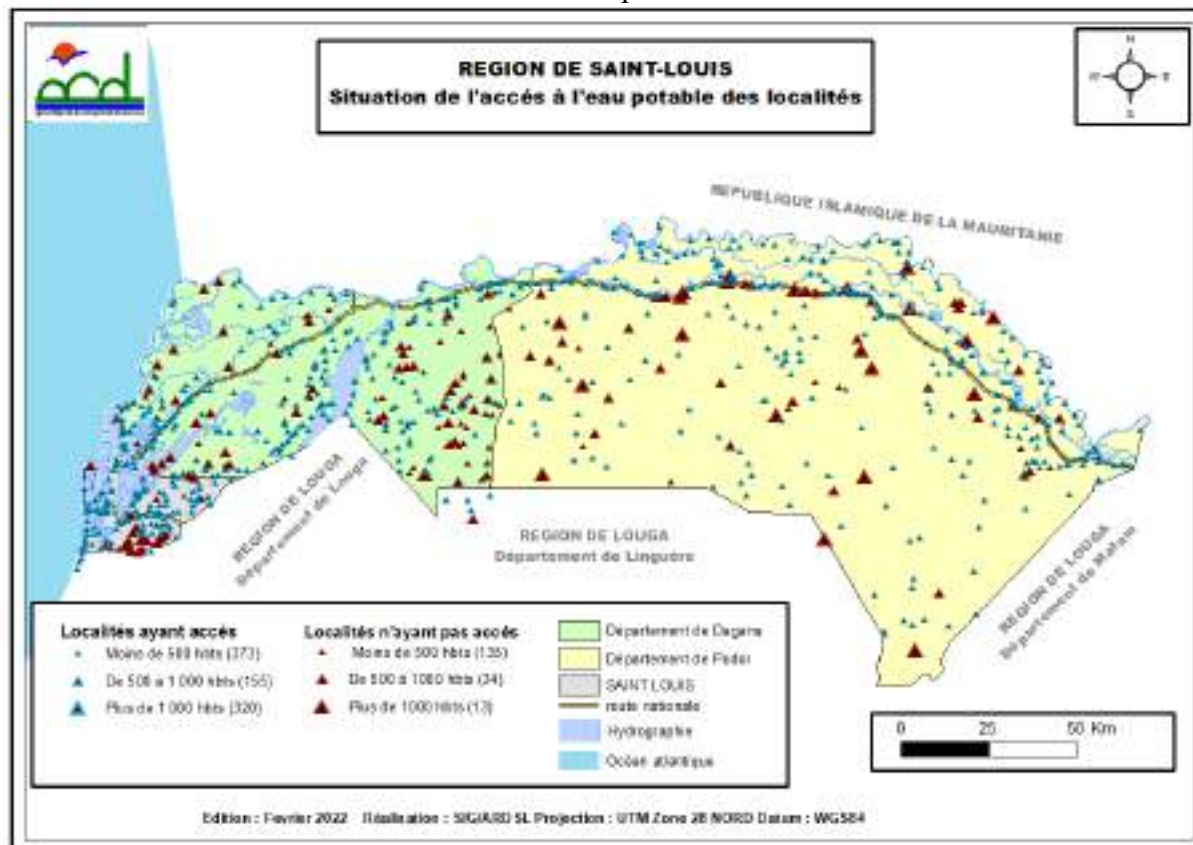 REGION DE SAINT-LOUIS
Situation de l'accés à l'eau potable des localités
N
S
REPUBLIQUE ISLAMIQUE DE LA MAURITANIE
REGION DE LOUGA
Département de Louga
REGION DE LOUGA
Département de Linguère
REGION DE LOUGA
Département de Matam
Localités ayant accés
Moins de 500 hbts (373)
De 500 à 1 000 hbts (155)
Plus de 1 000 hbts (320)
Localités n'ayant pas accés
Moins de 500 hbts (135)
De 500 à 1000 hbts (34)
Plus de 1000 hbts (13)
Département de Dagana
Département de Podor
SAINT LOUIS
route nationale
Hydrographie
Océan atlantique
0 25 50 Km
Edition : Fevrier 2022 Réalisation : SIG/ARD SL Projection : UTM Zone 28 NORD Datum : WGS84